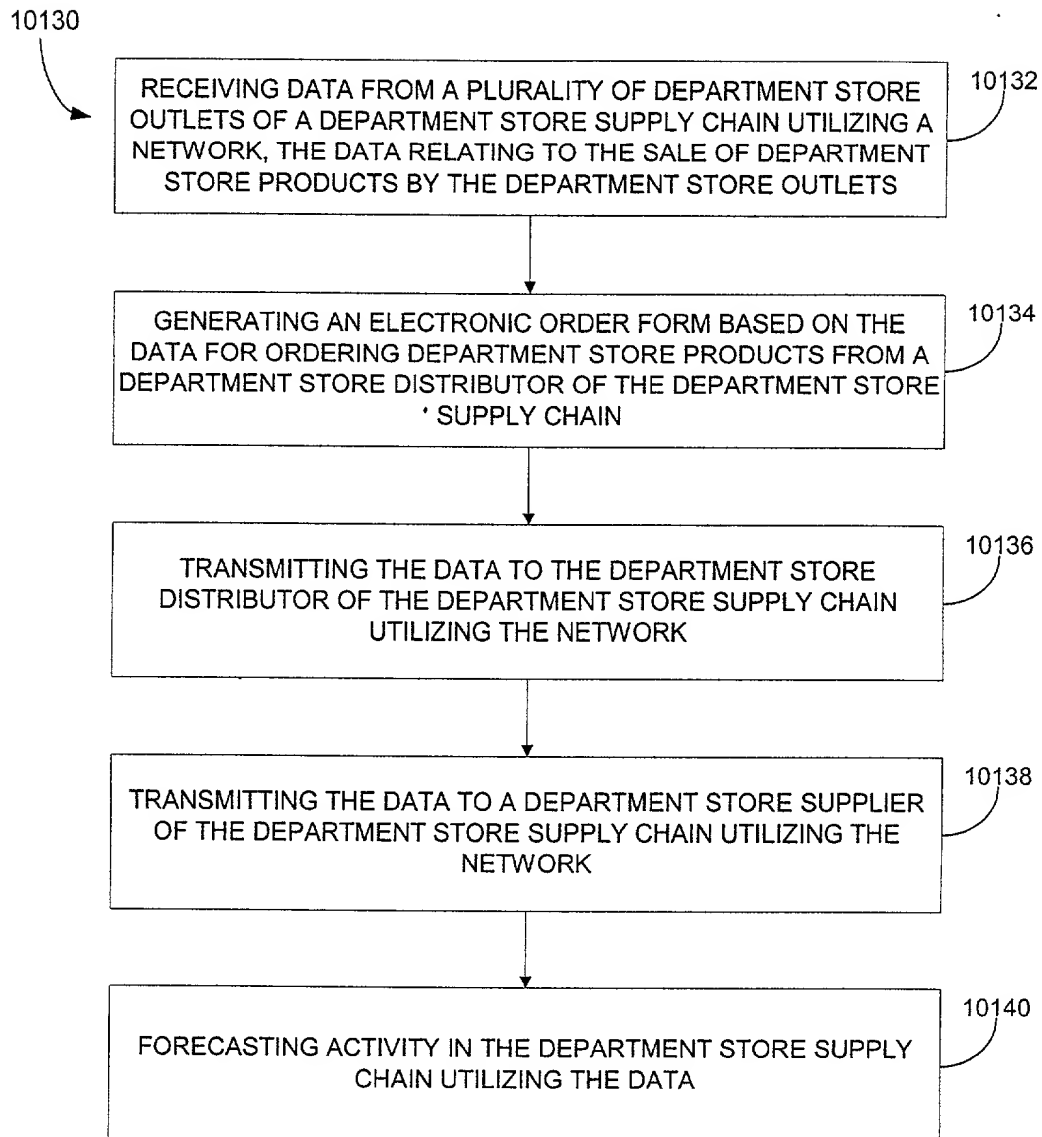 10130
RECEIVING DATA FROM A PLURALITY OF DEPARTMENT STORE
OUTLETS OF A DEPARTMENT STORE SUPPLY CHAIN UTILIZING A
NETWORK, THE DATA RELATING TO THE SALE OF DEPARTMENT
STORE PRODUCTS BY THE DEPARTMENT STORE OUTLETS
10132
GENERATING AN ELECTRONIC ORDER FORM BASED ON THE
DATA FOR ORDERING DEPARTMENT STORE PRODUCTS FROM A
DEPARTMENT STORE DISTRIBUTOR OF THE DEPARTMENT STORE
SUPPLY CHAIN
10134
TRANSMITTING THE DATA TO THE DEPARTMENT STORE
DISTRIBUTOR OF THE DEPARTMENT STORE SUPPLY CHAIN
UTILIZING THE NETWORK
10136
TRANSMITTING THE DATA TO A DEPARTMENT STORE SUPPLIER
OF THE DEPARTMENT STORE SUPPLY CHAIN UTILIZING THE
NETWORK
10138
FORECASTING ACTIVITY IN THE DEPARTMENT STORE SUPPLY
CHAIN UTILIZING THE DATA
10140